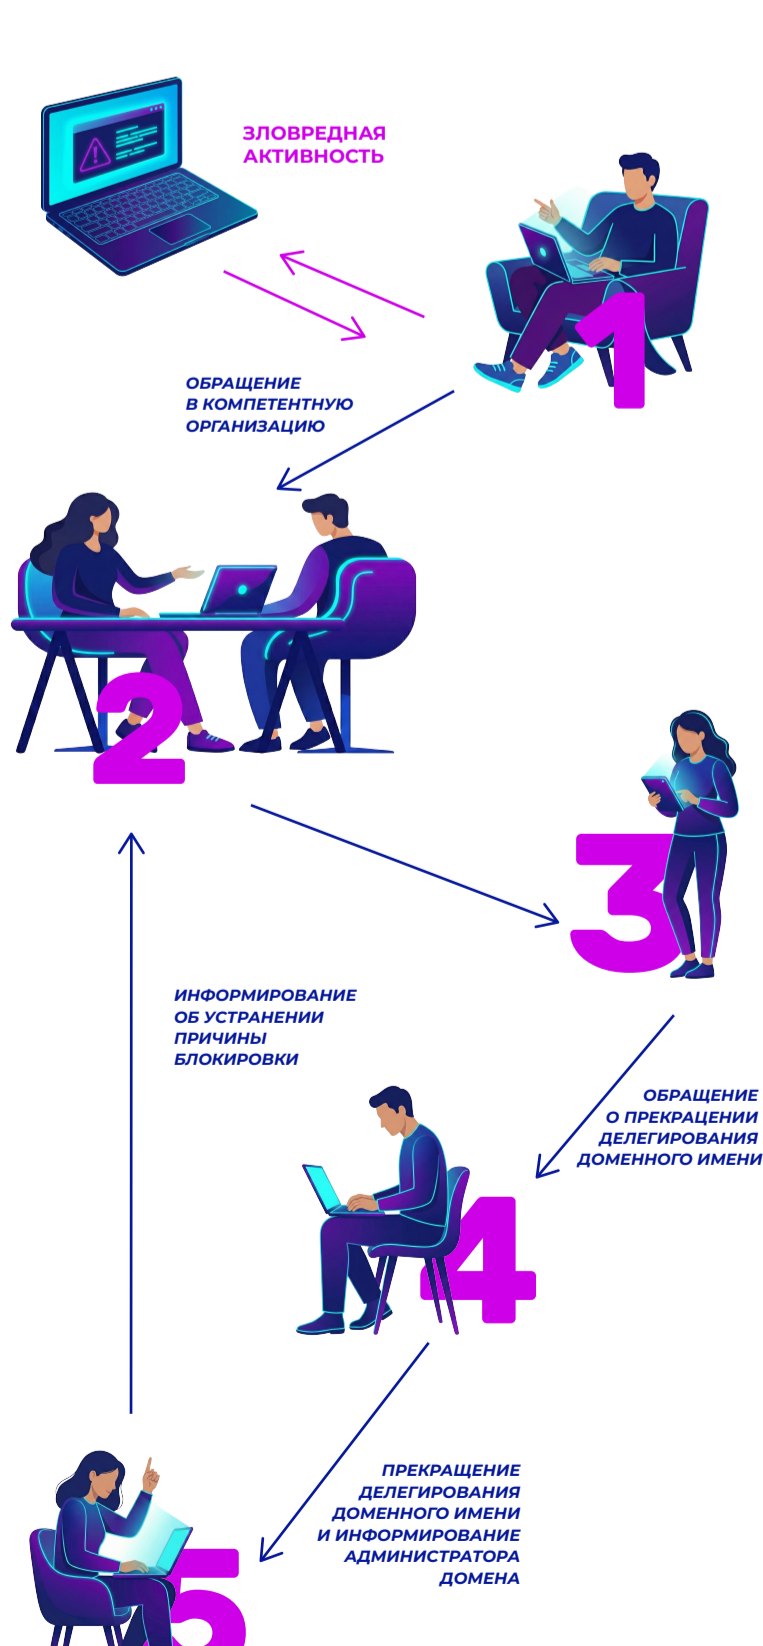 ЗЛОВРЕДНАЯ
АКТИВНОСТЬ
1
ОБРАЩЕНИЕ
В КОМПЕТЕНТНУЮ
ОРГАНИЗАЦИЮ
2
3
ИНФОРМИРОВАНИЕ
ОБ УСТРАНЕНИИ
ПРИЧИНЫ
БЛОКИРОВКИ
ОБРАЩЕНИЕ
О ПРЕКРАЦЕНИИ
ДЕЛЕГИРОВАНИЯ
ДОМЕННОГО ИМЕНИ
4
ПРЕКРАЩЕНИЕ
ДЕЛЕГИРОВАНИЯ
ДОМЕННОГО ИМЕНИ
И ИНФОРМИРОВАНИЕ
АДМИНИСТРАТОРА
ДОМЕНА
5